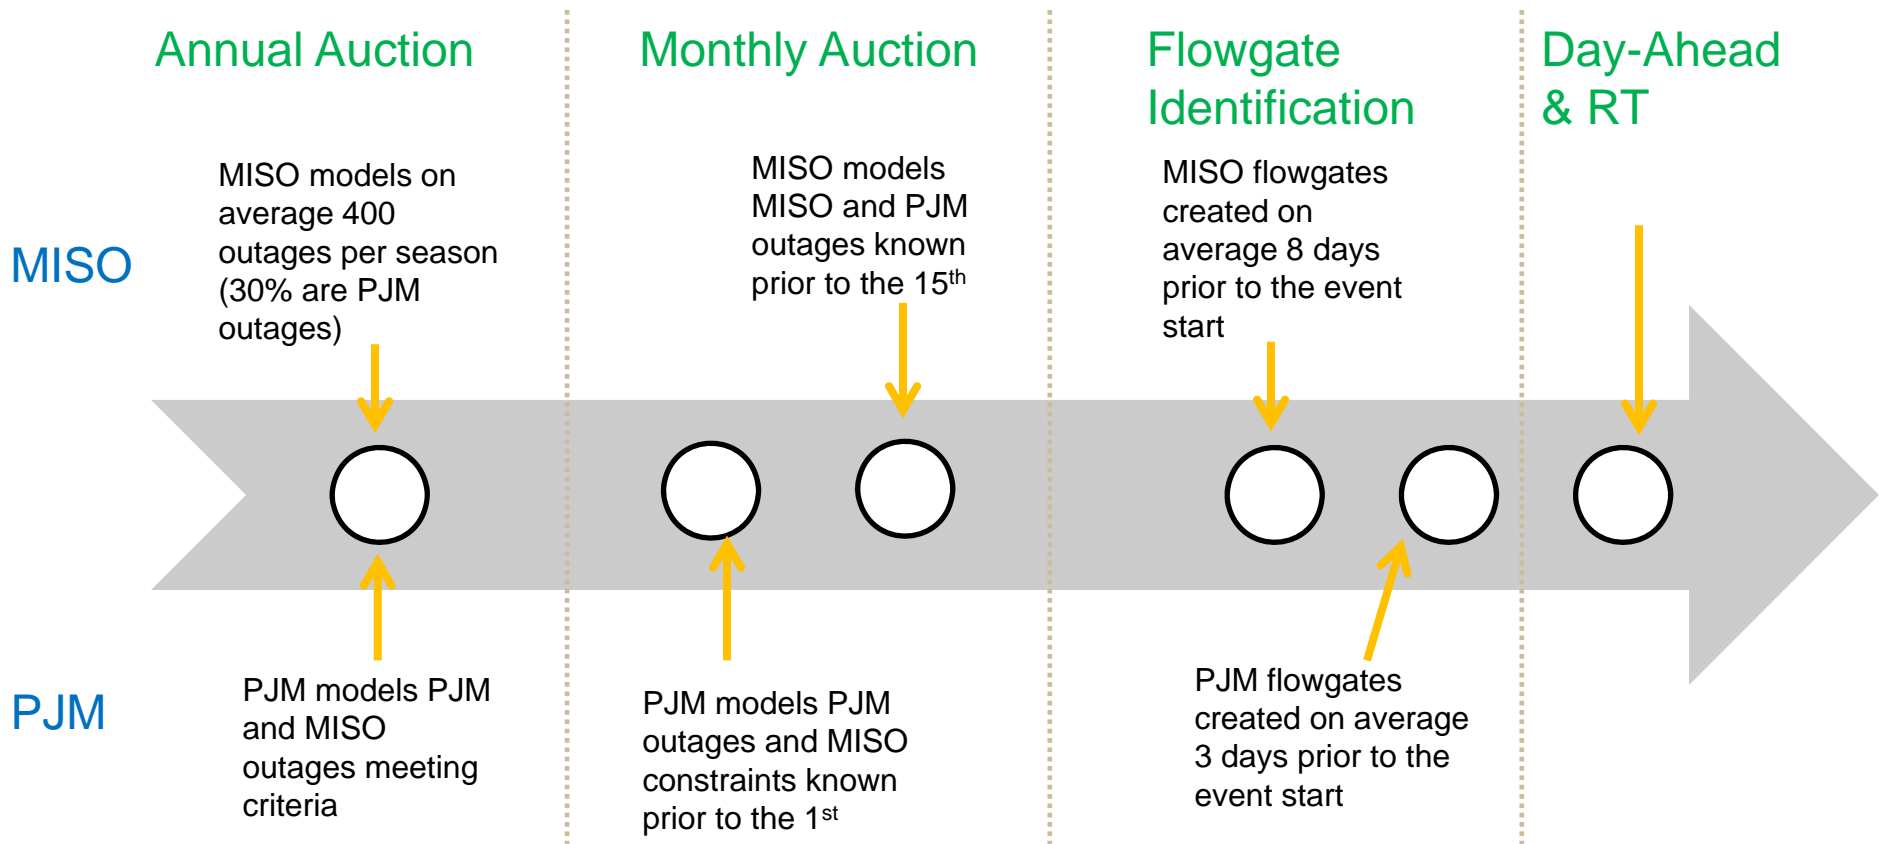 Annual Auction
Monthly Auction
Flowgate
Identification
Day-Ahead
& RT
MISO
MISO models on
average 400
outages per season
(30% are PJM
outages)
MISO models
MISO and PJM
outages known
prior to the 15th
MISO flowgates
created on
average 8 days
prior to the event
start
PJM
PJM models PJM
and MISO
outages meeting
criteria
PJM models PJM
outages and MISO
constraints known
prior to the 1st
PJM flowgates
created on average
3 days prior to the
event start